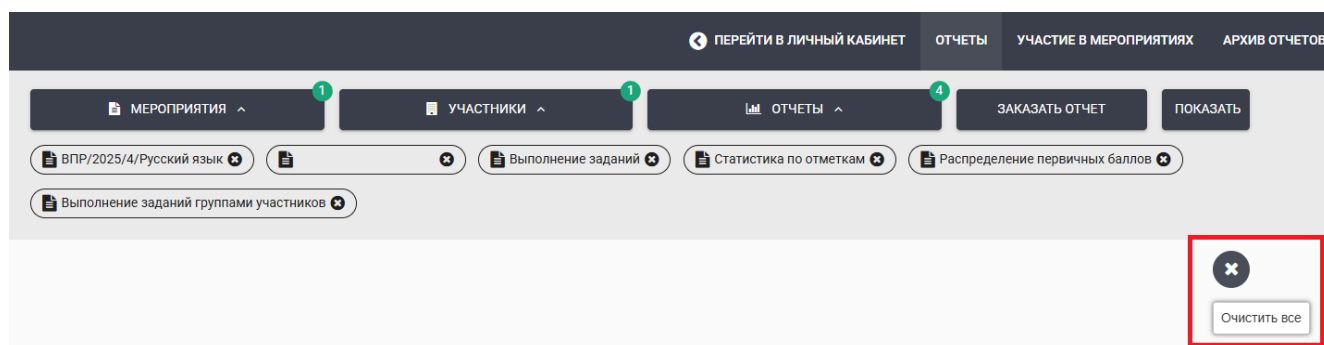 ПЕРЕЙТИ В ЛИЧНЫЙ КАБИНЕТ ОТЧЕТЫ УЧАСТИЕ В МЕРОПРИЯТИЯХ АРХИВ ОТЧЕТОВ
МЕРОПРИЯТИЯ 1 УЧАСТНИКИ 1 ОТЧЕТЫ 4 ЗАКАЗАТЬ ОТЧЕТ ПОКАЗАТЬ
ВПР/2025/4/Русский язык Выполнение заданий Статистика по отметкам Распределение первичных баллов
Выполнение заданий группами участников
Очистить все